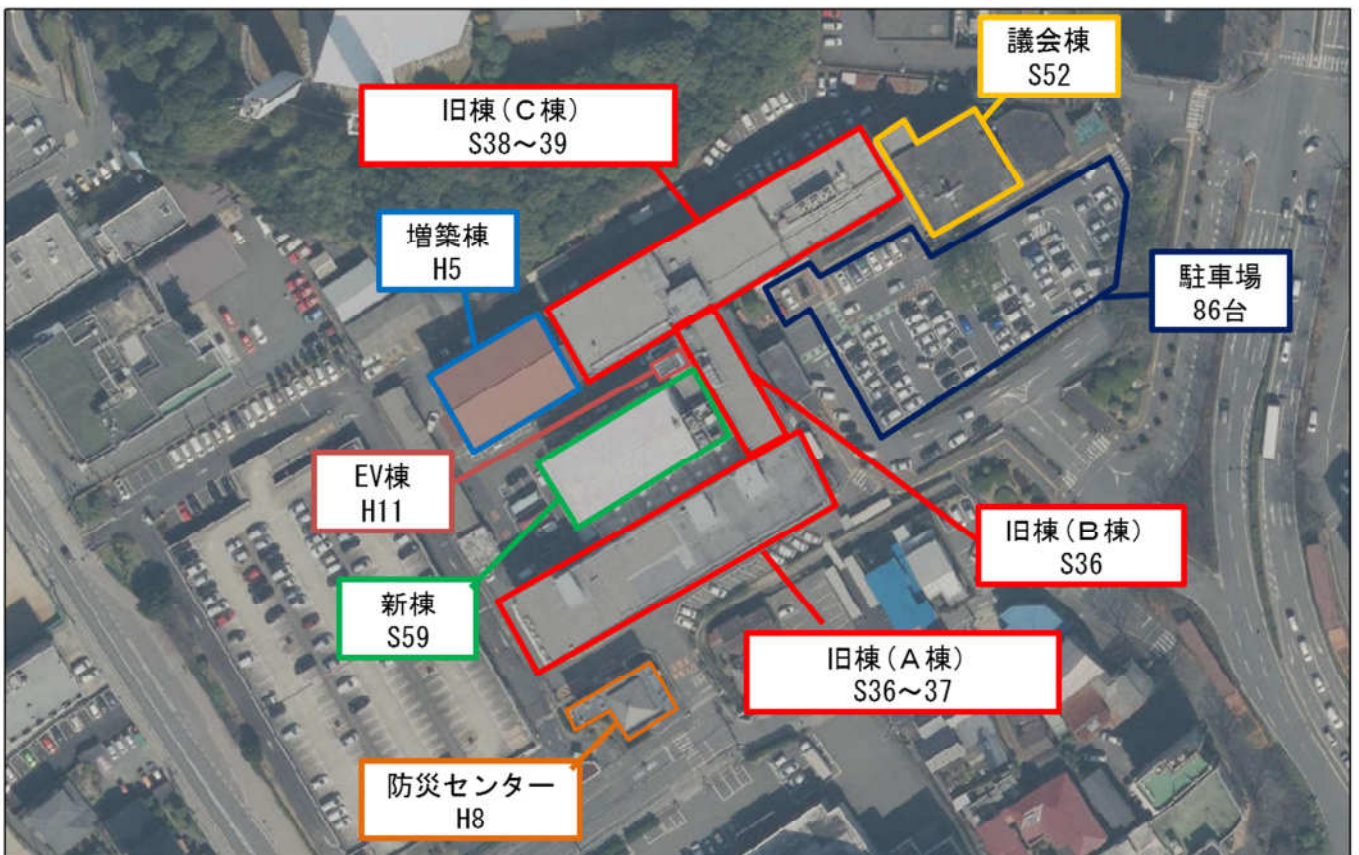 議会棟
S52
旧棟(C棟)
S38～39
増築棟
H5
駐車場
86台
EV棟
H11
旧棟(B棟)
S36
新棟
S59
旧棟(A棟)
S36～37
防災センター
H8